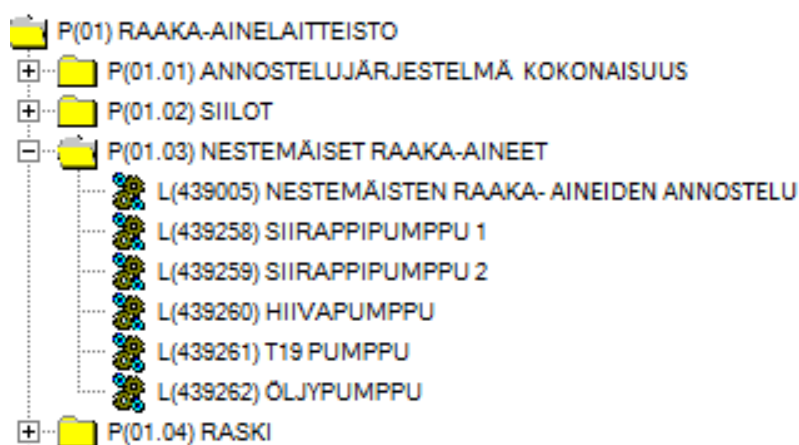 P(01) RAAKA-AINELAITTEISTO
P(01.01) ANNOSTELUJÄRJESTELMÄ KOKONAISUUS
P(01.02) SIILOT
P(01.03) NESTEMÄISET RAAKA-AINEET
L(439005) NESTEMÄISTEN RAAKA- AINEIDEN ANNOSTELU
L(439258) SIIRAPPIPUMPPU 1
L(439259) SIIRAPPIPUMPPU 2
L(439260) HIIVAPUMPPU
L(439261) T19 PUMPPU
L(439262) ÖLJYPUMPPU
P(01.04) RASKI